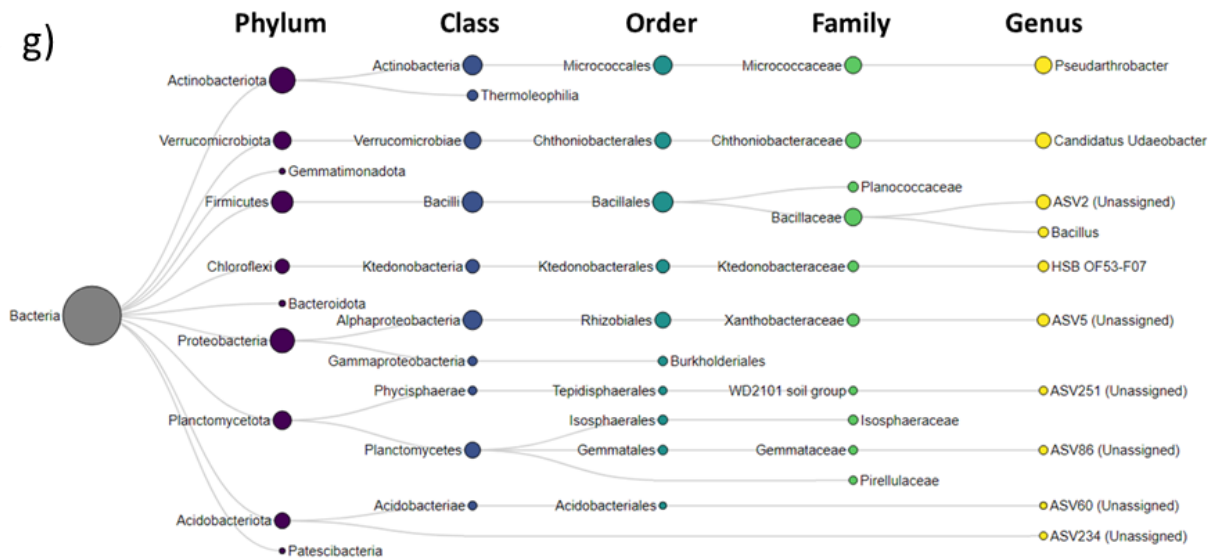 g)
Phylum Class Order Family Genus
Actinobacteria Micrococcales Micrococcaceae Pseudarthrobacter
Actinobacteriota
Thermoleophilia
Verrucomicrobiota Verrucomicrobiae Chthoniobacterales Chthoniobacteraceae Candidatus Udaeobacter
Gemmatimonadota
Planococcaceae
Firmicutes Bacilli Bacillales ASV2 (Unassigned)
Bacillaceae
Bacillus
Chloroflexi Ktedonobacteria Ktedonobacterales Ktedonobacteraceae HSB OF53-F07
Bacteroidota
Bacteria
Alphaproteobacteria Rhizobiales Xanthobacteraceae ASV5 (Unassigned)
Proteobacteria
Gammaproteobacteria Burkholderiales
Phycisphaerae Tepidisphaerales WD2101 soil group ASV251 (Unassigned)
Planctomycetota Isosphaerales Isosphaeraceae
Planctomycetes Gemmatales Gemmataceae ASV86 (Unassigned)
Pirellulaceae
Acidobacteriae Acidobacteriales ASV60 (Unassigned)
Acidobacteriota
ASV234 (Unassigned)
Patescibacteria